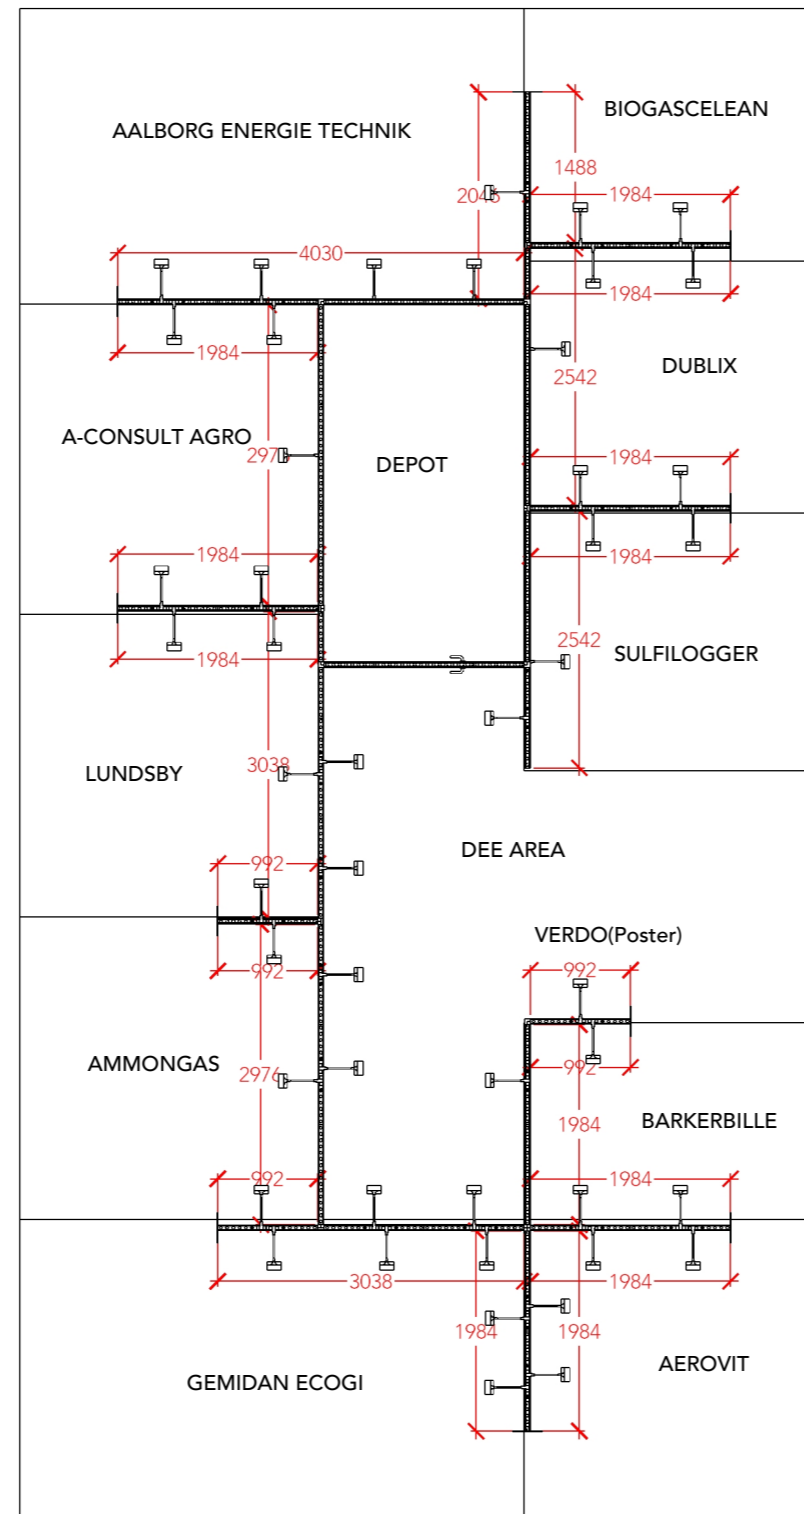 BIOGASCELEAN
AALBORG ENERGIE TECHNIK
1488
1984
4030
1984
1984
DUBLIX
2542
A-CONSULT AGRO
DEPOT
1984
1984
1984
2542
SULFILOGGER
1984
LUNDSBY
3038
DEE AREA
992
VERDO(Poster)
992
992
AMMONGAS
2976
992
BARKERBILLE
1984
992
1984
3038
1984
1984
1984
AEROVIT
GEMIDAN ECOGI